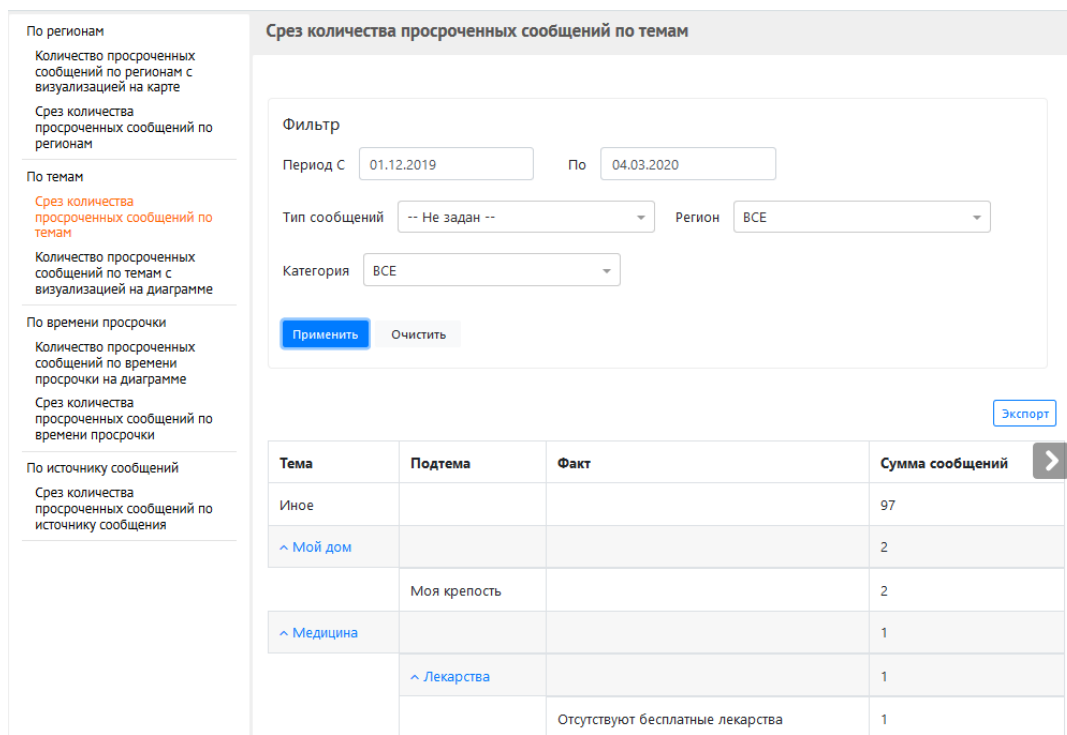 По регионам
Количество просроченных
сообщений по регионам с
визуализацией на карте
Срез количества
просроченных сообщений по
регионам
По темам
Срез количества
просроченных сообщений по
темам
Количество просроченных
сообщений по темам с
визуализацией на диаграмме
По времени просрочки
Количество просроченных
сообщений по времени
просрочки на диаграмме
Срез количества
просроченных сообщений по
времени просрочки
По источнику сообщений
Срез количества
просроченных сообщений по
источнику сообщения
Срез количества просроченных сообщений по темам
Фильтр
Период С 01.12.2019 По 04.03.2020
Тип сообщений -- Не задан -- Регион ВСЕ
Категория ВСЕ
Применить Очистить
Экспорт
Тема Подтема Факт Сумма сообщений
Иное 97
Мой дом 2
Моя крепость 2
Медицина 1
Лекарства 1
Отсутствуют бесплатные лекарства 1